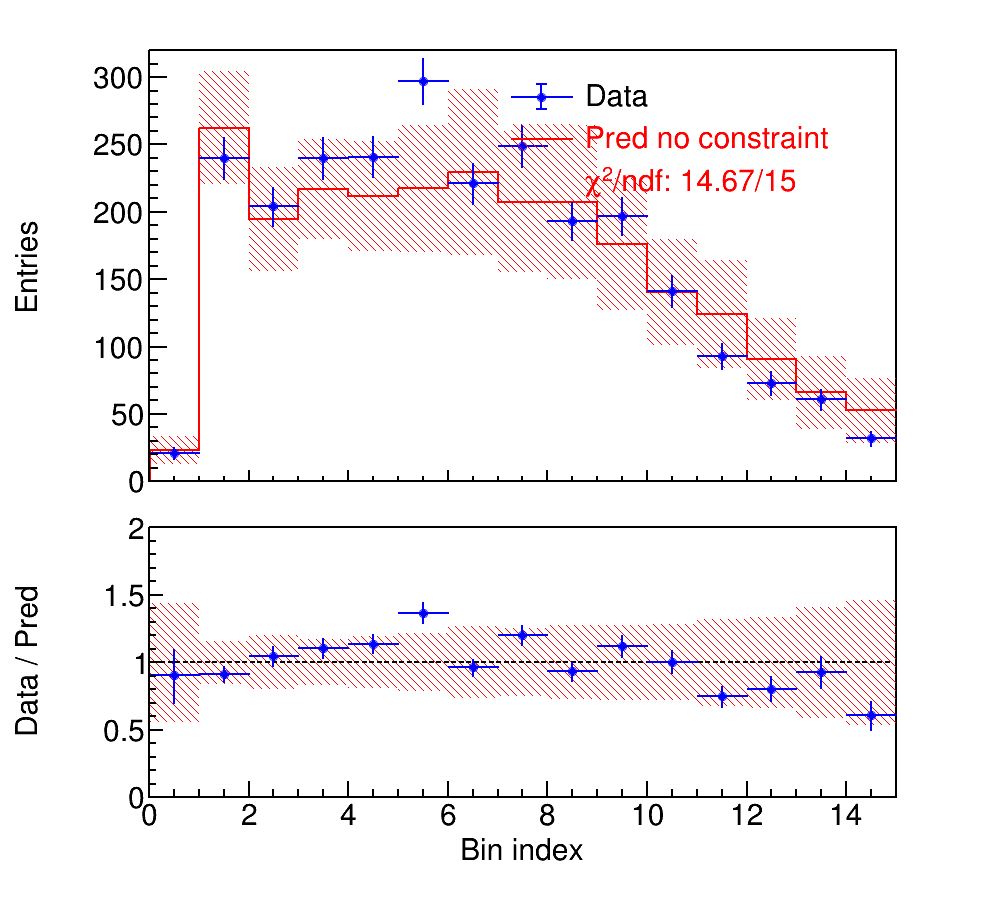 300
250
200
150
100
50
0
Entries
Data
Pred no constraint
χ²/ndf: 14.67/15
2
1.5
1
0.5
0
Data / Pred
0 2 4 6 8 10 12 14
Bin index